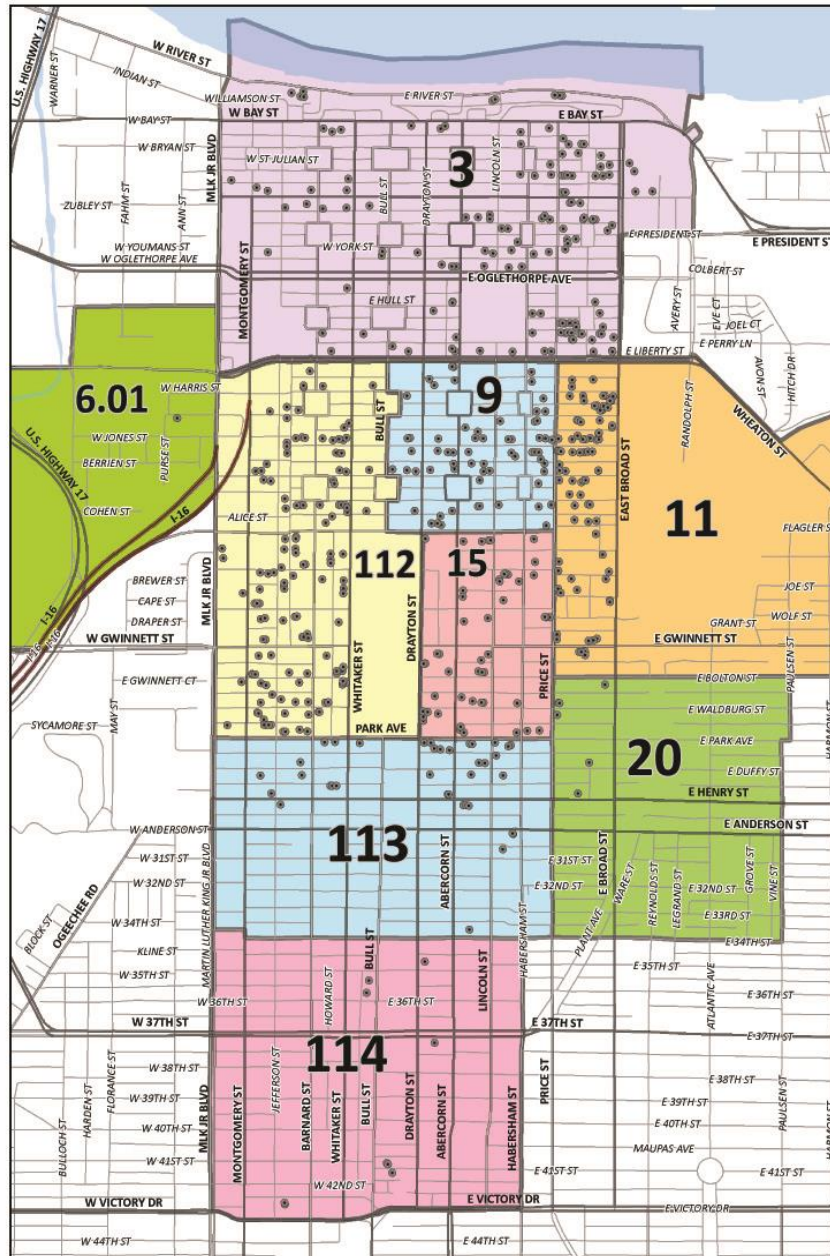 U.S. HIGHWAY 17
WARNER ST
W RIVER ST
INDIAN ST
WILLIAMSON ST
E RIVER ST
W BAY ST
W BAY ST
E BAY ST
W BRYAN ST
MLK JR BLVD
W ST JULIAN ST
BULL ST
DRAYTON ST
LINCOLN ST
3
ZUBLEY ST
FAHM ST
ANN ST
W YOUMANS ST
W OGLETHORPE AVE
MONTGOMERY ST
W YORK ST
E PRESIDENT ST
E PRESIDENT ST
E OGLETHORPE AVE
COLBERT ST
E HULL ST
AVERY ST
EVE CT
JOEL CT
E PERRY LN
E LIBERTY ST
AVON ST
HITCH DR
W HARRIS ST
6.01
BULL ST
9
RANDOLPH ST
WHEATON ST
U.S. HIGHWAY 17
W JONES ST
BERRIEN ST
PURSE ST
EAST BROAD ST
COHEN ST
I-16
ALICE ST
11
FLAGLER S
112
15
BREWER ST
CAPE ST
DRAPER ST
MLK JR BLVD
DRAYTON ST
JOE ST
WOLF ST
GRANT ST
I-16
I-16
I-16
W GWINNETT ST
E GWINNETT ST
E GWINNETT CT
WHITAKER ST
PRICE ST
E BOLTON ST
PAULSEN ST
MAY ST
SYCAMORE ST
PARK AVE
E WALDBURG ST
E PARK AVE
HARMON ST
20
E DUFFY ST
E HENRY ST
W ANDERSON ST
E ANDERSON ST
113
ABERCORN ST
W 31ST ST
W 32ND ST
MARTIN LUTHER KING JR BLVD
E 31ST ST
E 32ND ST
E BROAD ST
WARE ST
REYNOLDS ST
LEGRAND ST
E 32ND ST
GROVE ST
VINE ST
OGEECHEE RD
BLOCK ST
W 34TH ST
E 33RD ST
KLINE ST
BULL ST
HABERSHAM ST
PLANT AVE
E 34TH ST
W 35TH ST
LINCOLN ST
E 35TH ST
W 36TH ST
HOWARD ST
E 36TH ST
ATLANTIC AVE
E 36TH ST
W 37TH ST
E 37TH ST
E 37TH ST
114
W 38TH ST
E 38TH ST
HARDEN ST
FLORANCE ST
JEFFERSON ST
PRICE ST
PAULSEN ST
W 39TH ST
E 39TH ST
BULLOCH ST
W 40TH ST
MLK JR BLVD
MONTGOMERY ST
BARNARD ST
WHITAKER ST
BULL ST
DRAYTON ST
ABERCORN ST
HABERSHAM ST
E 40TH ST
HARMON ST
MAUPAS AVE
W 41ST ST
E 41ST ST
E 41ST ST
W 42ND ST
W VICTORY DR
E VICTORY DR
E VICTORY DR
W 44TH ST
E 44TH ST